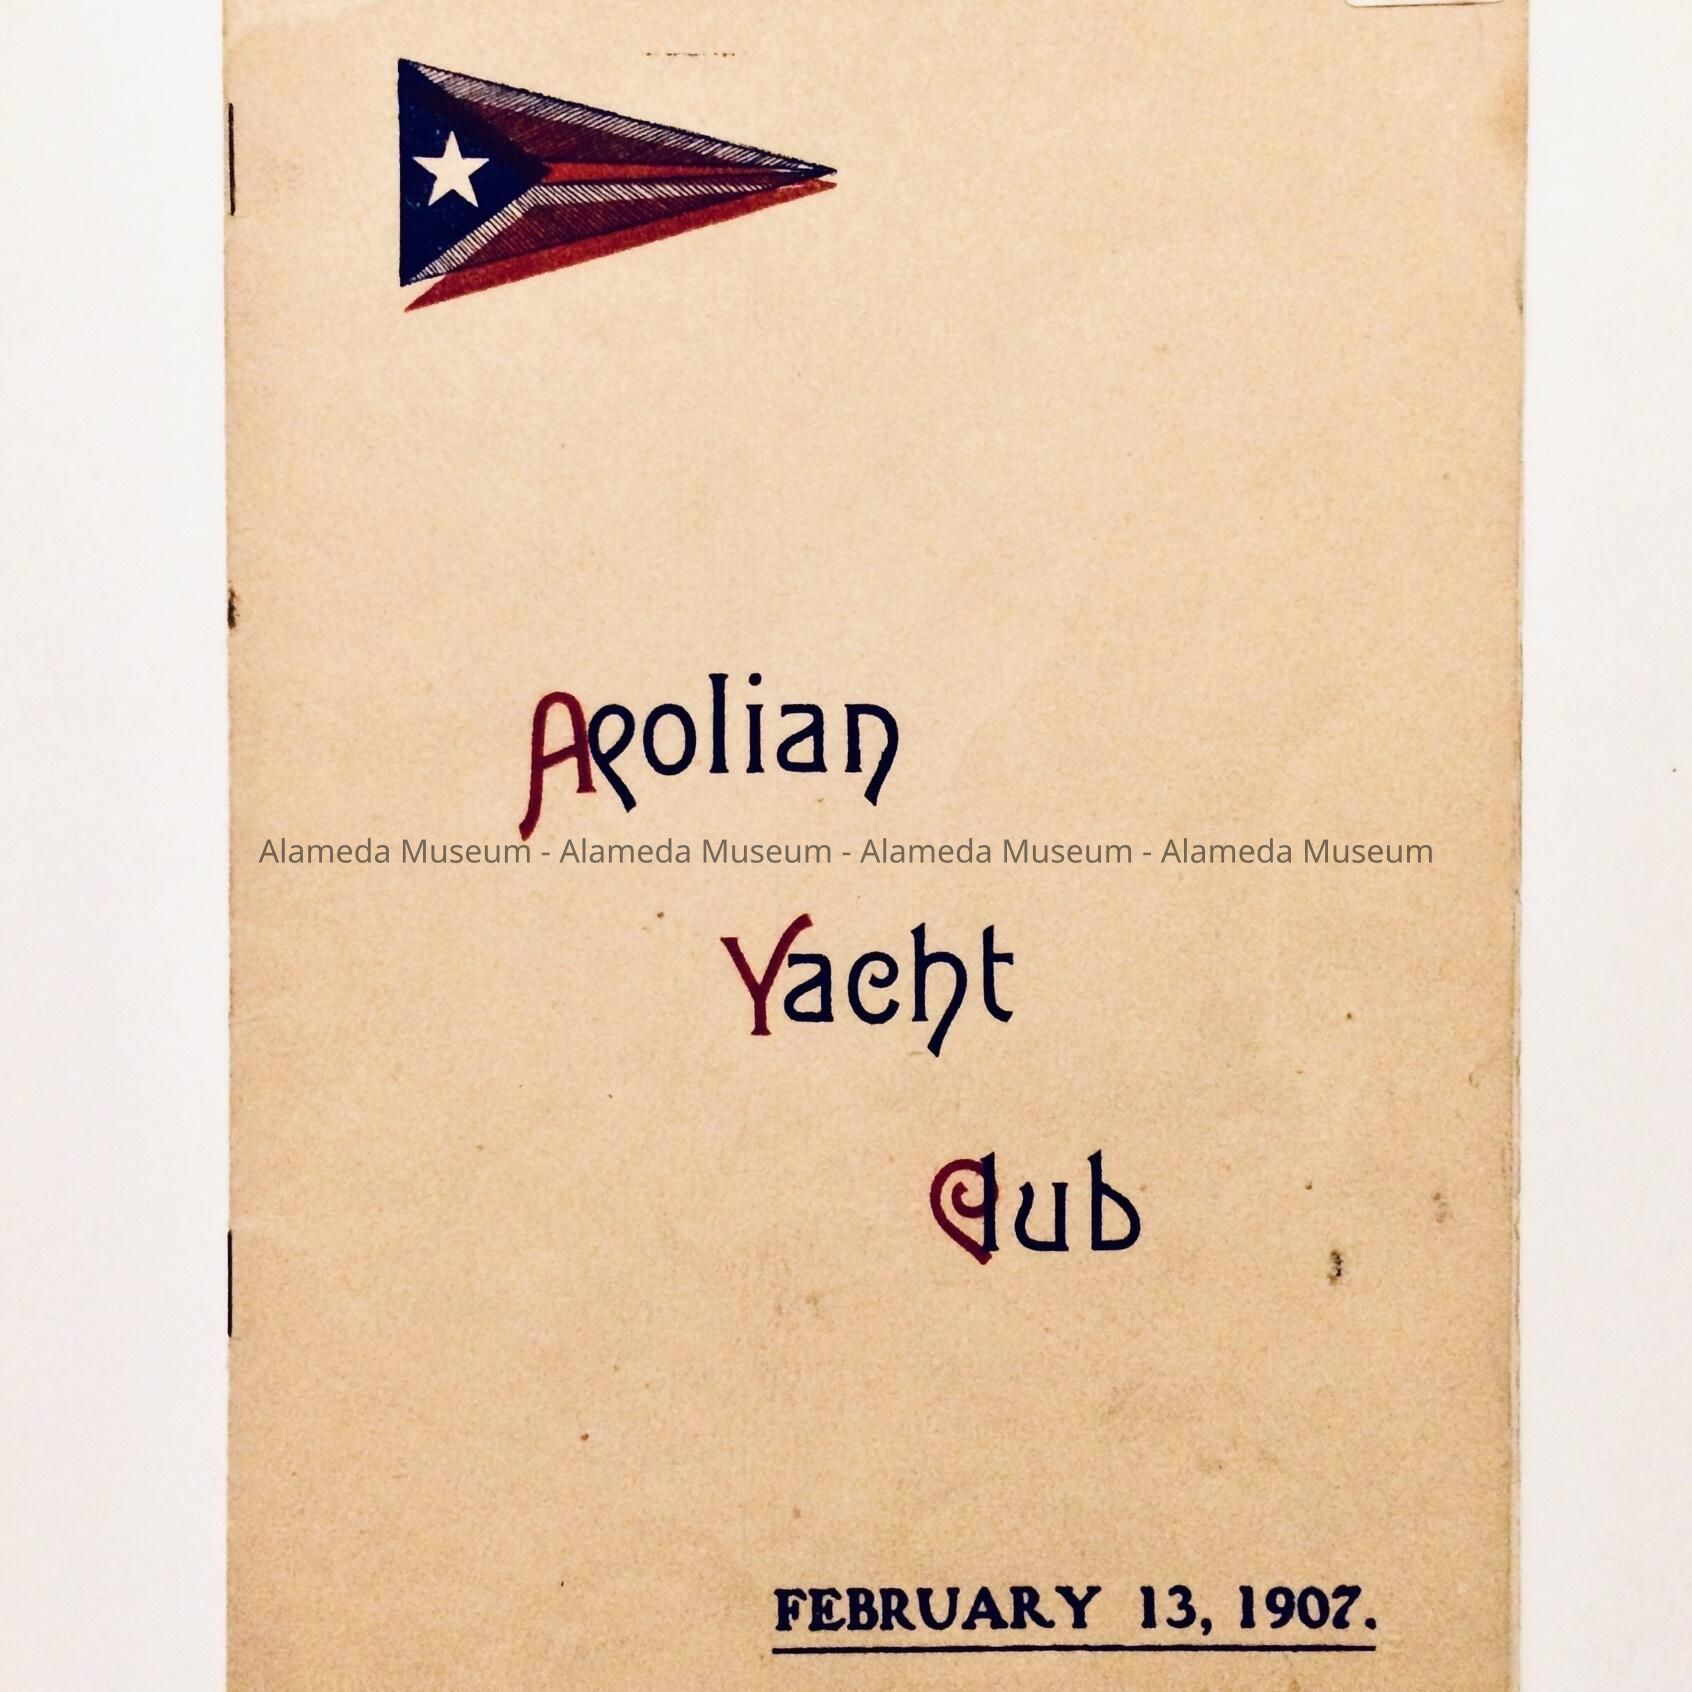 Aeolian
Alameda Museum - Alameda Museum - Alameda Museum - Alameda Museum
Yacht
Club
FEBRUARY 13, 1907.